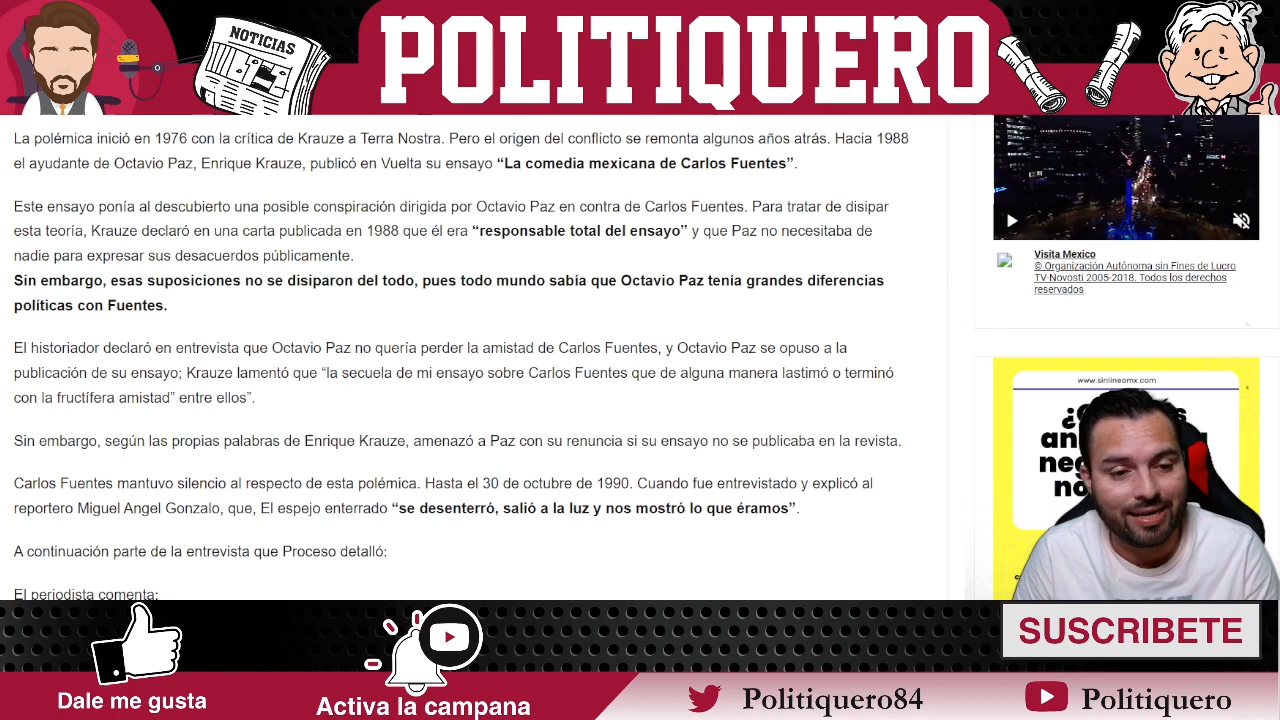 NOTICIAS
POLITIQUERO
La polémica inició en 1976 con la crítica de Krauze a Terra Nostra. Pero el origen del conflicto se remonta algunos años atrás. Hacia 1988
el ayudante de Octavio Paz, Enrique Krauze, publicó en Vuelta su ensayo “La comedia mexicana de Carlos Fuentes”.
Este ensayo ponía al descubierto una posible conspiración dirigida por Octavio Paz en contra de Carlos Fuentes. Para tratar de disipar
esta teoría, Krauze declaró en una carta publicada en 1988 que él era “responsable total del ensayo” y que Paz no necesitaba de
nadie para expresar sus desacuerdos públicamente.
Sin embargo, esas suposiciones no se disiparon del todo, pues todo mundo sabía que Octavio Paz tenía grandes diferencias
políticas con Fuentes.
El historiador declaró en entrevista que Octavio Paz no quería perder la amistad de Carlos Fuentes, y Octavio Paz se opuso a la
publicación de su ensayo; Krauze lamentó que “la secuela de mi ensayo sobre Carlos Fuentes que de alguna manera lastimó o terminó
con la fructífera amistad” entre ellos”.
Sin embargo, según las propias palabras de Enrique Krauze, amenazó a Paz con su renuncia si su ensayo no se publicaba en la revista.
Carlos Fuentes mantuvo silencio al respecto de esta polémica. Hasta el 30 de octubre de 1990. Cuando fue entrevistado y explicó al
reportero Miguel Angel Gonzalo, que, El espejo enterrado “se desenterró, salió a la luz y nos mostró lo que éramos”.
A continuación parte de la entrevista que Proceso detalló:
El periodista comenta:
Visita Mexico
© Organización Autónoma sin Fines de Lucro
TV-Novosti 2005-2018. Todos los derechos
reservados
www.sinlineamx.com
SUSCRIBETE
Dale me gusta
Activa la campana
Politiquero84
Politiquero